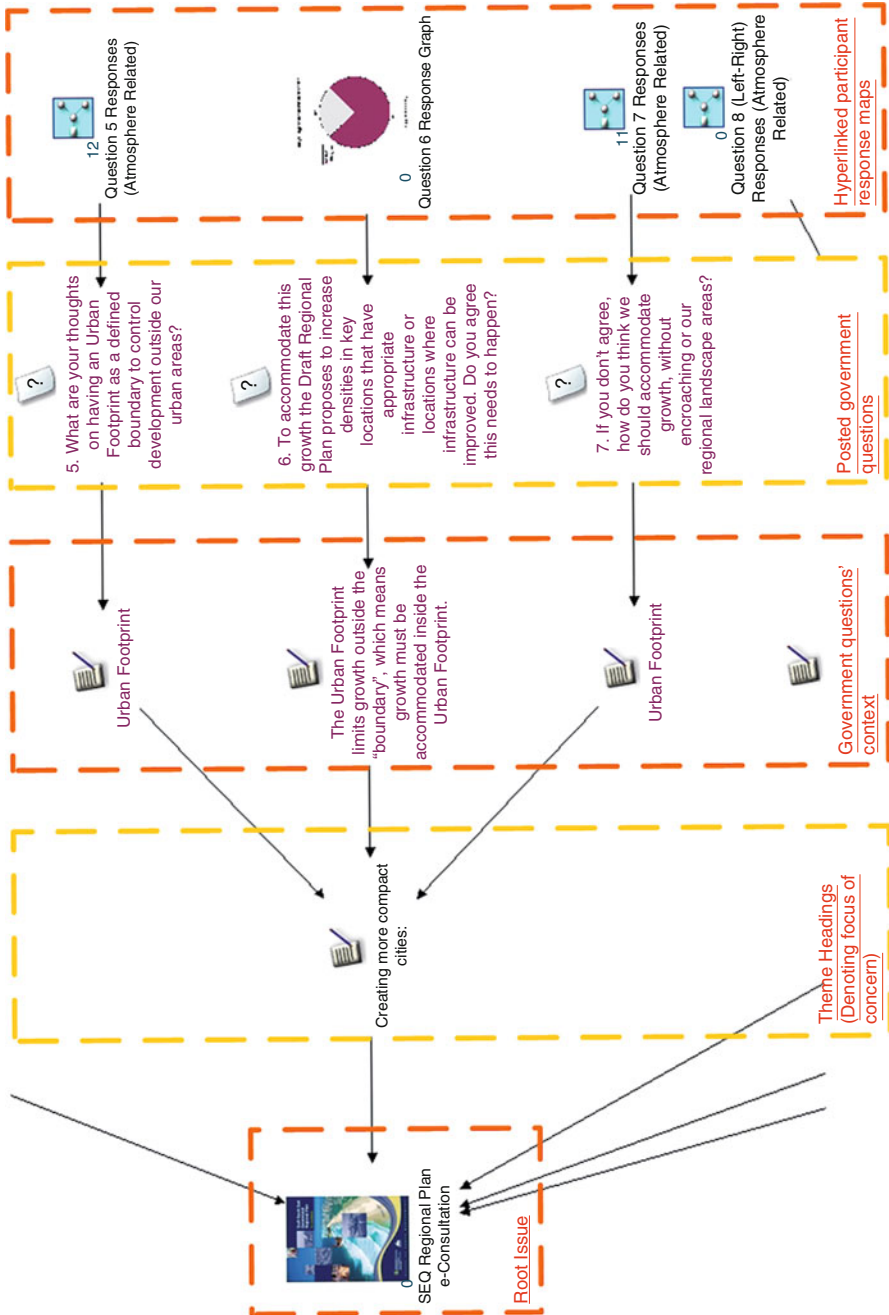 0
SEQ Regional Plan
e-Consultation
Root Issue
Creating more compact
cities:
Theme Headings
(Denoting focus of
concern)
Urban Footprint
The Urban Footprint
limits growth outside the
“boundary”, which means
growth must be
accommodated inside the
Urban Footprint.
Urban Footprint
Government questions’
context
?
5. What are your thoughts
on having an Urban
Footprint as a defined
boundary to control
development outside our
urban areas?
?
6. To accommodate this
growth the Draft Regional
Plan proposes to increase
densities in key
locations that have
appropriate
infrastructure or
locations where
infrastructure can be
improved. Do you agree
this needs to happen?
?
7. If you don't agree,
how do you think we
should accommodate
growth, without
encroaching or our
regional landscape areas?
Posted government
questions
12
Question 5 Responses
(Atmosphere Related)
0
Question 6 Response Graph
11
Question 7 Responses
(Atmosphere Related)
0
Question 8 (Left-Right)
Responses (Atmosphere
Related)
Hyperlinked participant
response maps